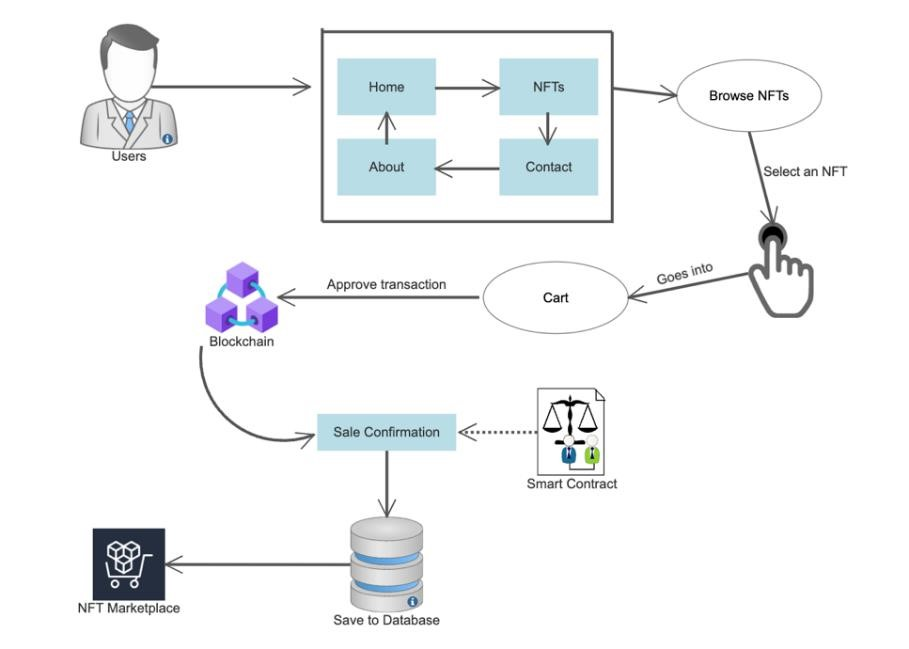 Home
NFTs
Browse NFTs
Users
About
Contact
Select an NFT
Goes into
Approve transaction
Cart
Blockchain
Sale Confirmation
Smart Contract
NFT Marketplace
Save to Database